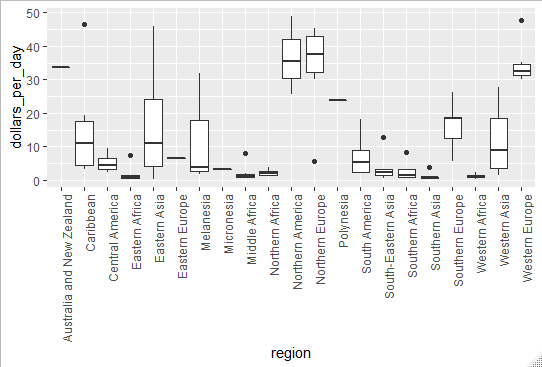 dollars_per_day
50
40
30
20
10
0
Australia and New Zealand
Caribbean
Central America
Eastern Africa
Eastern Asia
Eastern Europe
Melanesia
Micronesia
Middle Africa
Northern Africa
Northern America
Northern Europe
Polynesia
South America
South-Eastern Asia
Southern Africa
Southern Asia
Southern Europe
Western Africa
Western Asia
Western Europe
region